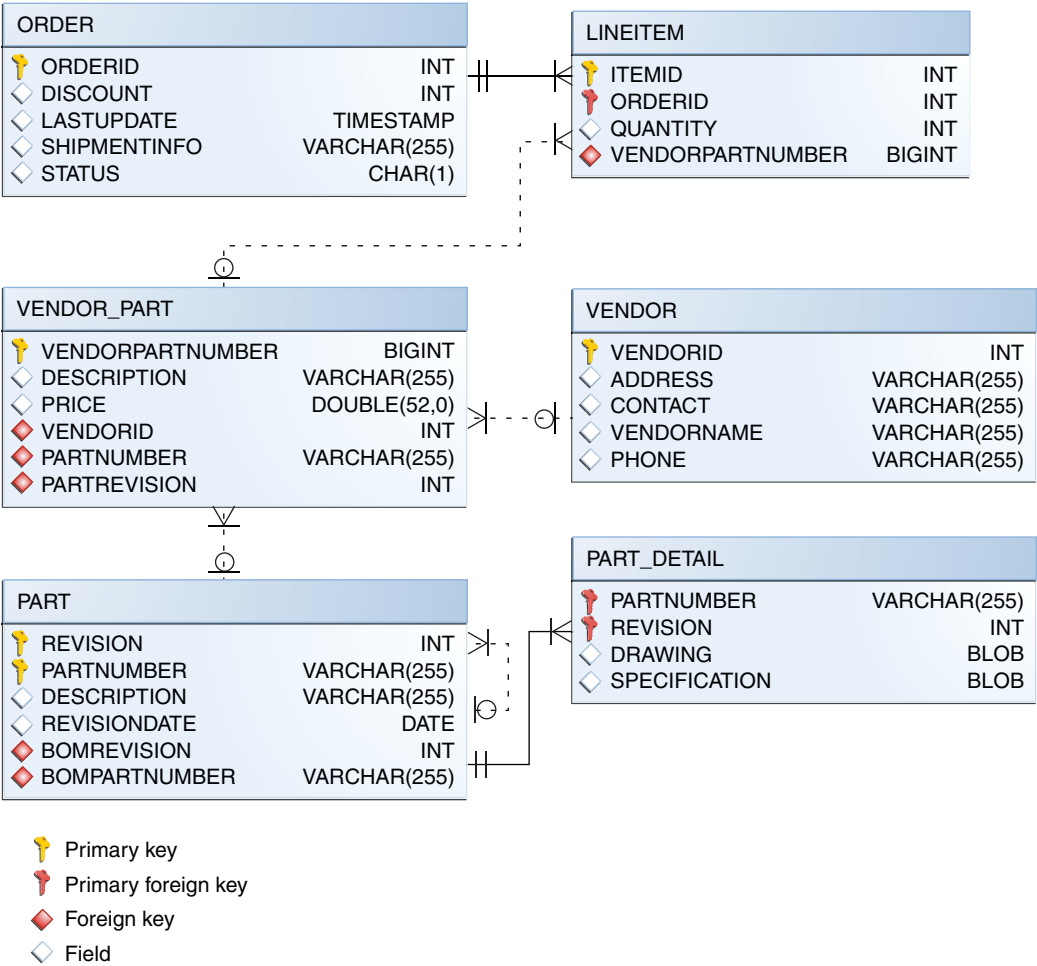 ORDER
ORDERID INT
DISCOUNT INT
LASTUPDATE TIMESTAMP
SHIPMENTINFO VARCHAR(255)
STATUS CHAR(1)
LINEITEM
ITEMID INT
ORDERID INT
QUANTITY INT
VENDORPARTNUMBER BIGINT
VENDOR_PART
VENDORPARTNUMBER BIGINT
DESCRIPTION VARCHAR(255)
PRICE DOUBLE(52,0)
VENDORID INT
PARTNUMBER VARCHAR(255)
PARTREVISION INT
VENDOR
VENDORID INT
ADDRESS VARCHAR(255)
CONTACT VARCHAR(255)
VENDORNAME VARCHAR(255)
PHONE VARCHAR(255)
PART
REVISION INT
PARTNUMBER VARCHAR(255)
DESCRIPTION VARCHAR(255)
REVISIONDATE DATE
BOMREVISION INT
BOMPARTNUMBER VARCHAR(255)
PART_DETAIL
PARTNUMBER VARCHAR(255)
REVISION INT
DRAWING BLOB
SPECIFICATION BLOB
Primary key
Primary foreign key
Foreign key
Field